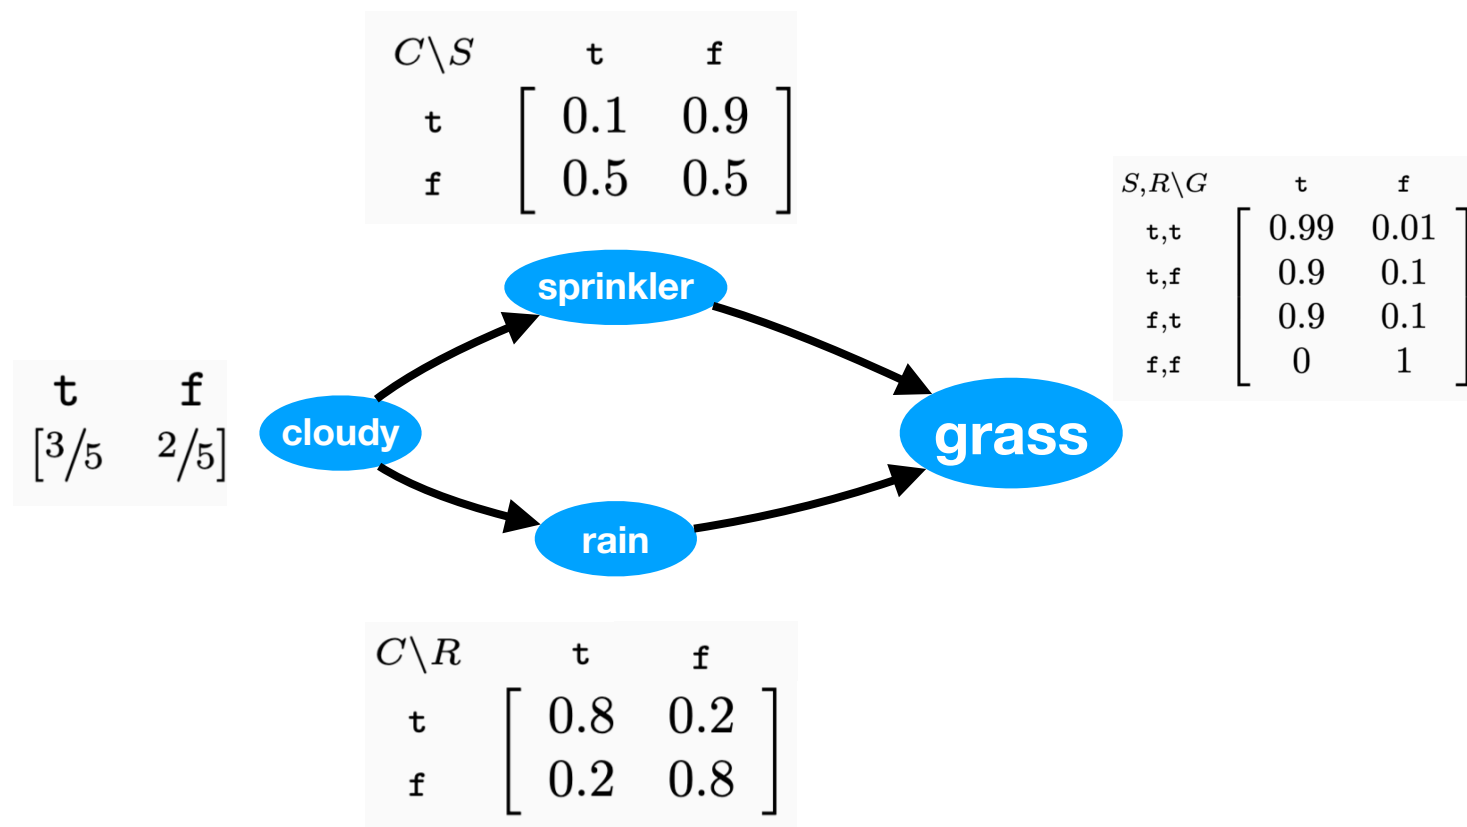 C\S t f
t 0.1 0.9
f 0.5 0.5
S,R\G t f
t,t 0.99 0.01
t,f 0.9 0.1
f,t 0.9 0.1
f,f 0 1
sprinkler
t f
[3/5 2/5]
cloudy
grass
rain
C\R t f
t 0.8 0.2
f 0.2 0.8